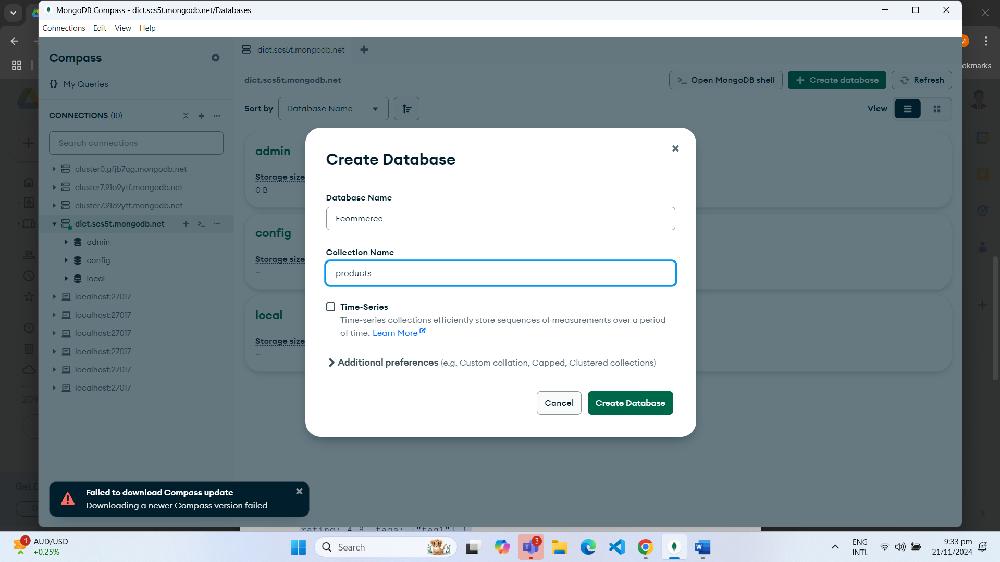 MongoDB Compass - dict.scs5t.mongodb.net/Databases
Connections Edit View Help
Compass
dict.scs5t.mongodb.net
My Queries
dict.scs5t.mongodb.net
Open MongoDB shell
Create database
Refresh
okmarks
CONNECTIONS (10)
Sort by
Database Name
View
Search connections
cluster0.gfjb7ag.mongodb.net
cluster7.91o9ytf.mongodb.net
cluster7.91o9ytf.mongodb.net
dict.scs5t.mongodb.net
admin
config
local
localhost:27017
localhost:27017
localhost:27017
localhost:27017
localhost:27017
localhost:27017
209
admin
Storage size
0 B
config
Storage size
–
local
Storage size
–
Create Database
Database Name
Ecommerce
Collection Name
products
Time-Series
Time-series collections efficiently store sequences of measurements over a period
of time. Learn More
Additional preferences (e.g. Custom collation, Capped, Clustered collections)
Cancel
Create Database
Get D
Failed to download Compass update
Downloading a newer Compass version failed
rating: 4.8, tags: ["tag1"] },
1
AUD/USD
+0.25%
Search
3
ENG
INTL
9:33 pm
21/11/2024